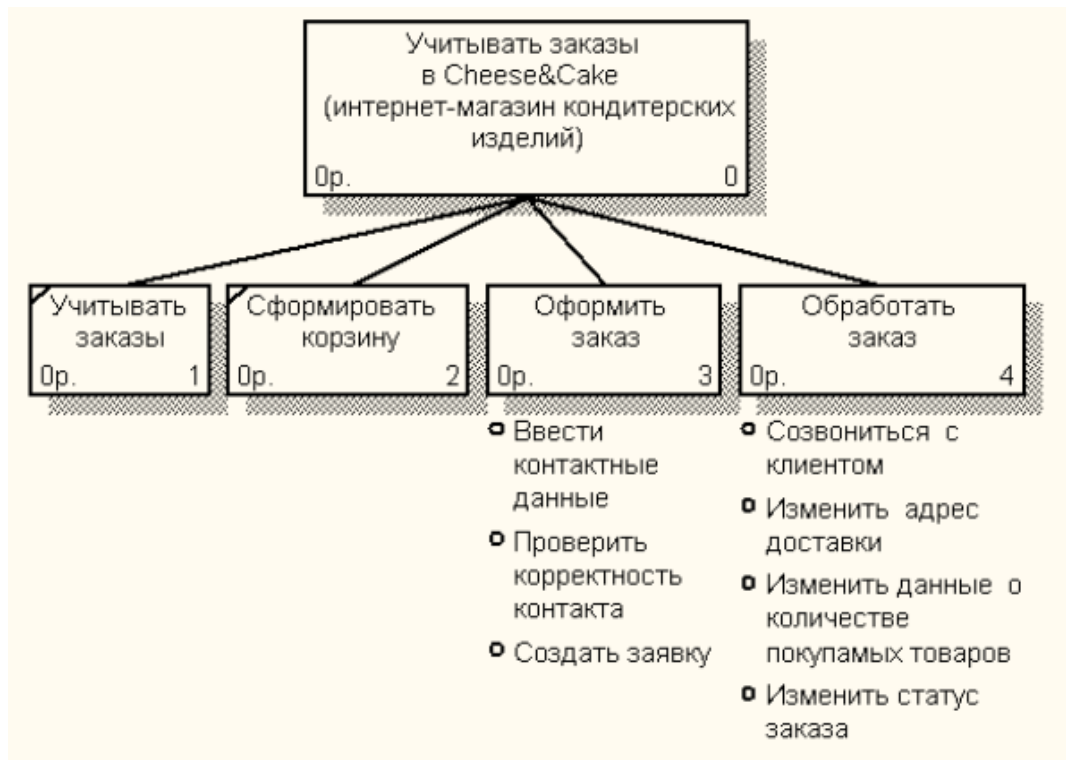 Учитывать заказы
в Cheese&Cake
(интернет-магазин кондитерских
изделий)
0р. 0
Учитывать
заказы
0р. 1
Сформировать
корзину
0р. 2
Оформить
заказ
0р. 3
Обработать
заказ
0р. 4
Ввести
контактные
данные
Проверить
корректность
контакта
Создать заявку
Созвониться с
клиентом
Изменить адрес
доставки
Изменить данные о
количестве
покупамых товаров
Изменить статус
заказа